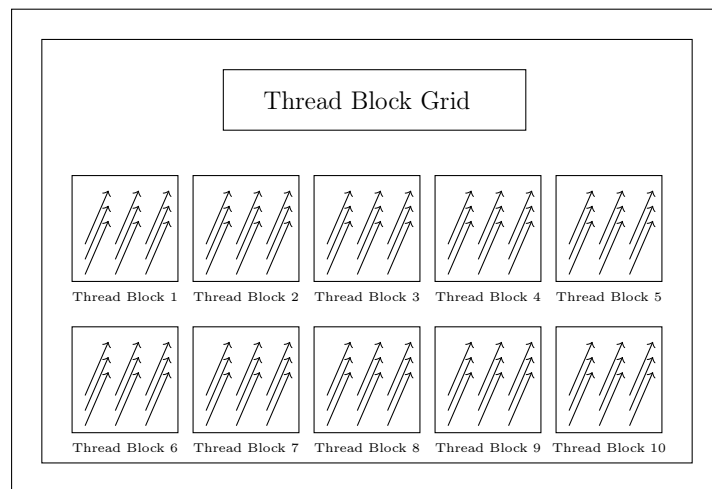 Thread Block Grid
Thread Block 1 Thread Block 2 Thread Block 3 Thread Block 4 Thread Block 5
Thread Block 6 Thread Block 7 Thread Block 8 Thread Block 9 Thread Block 10